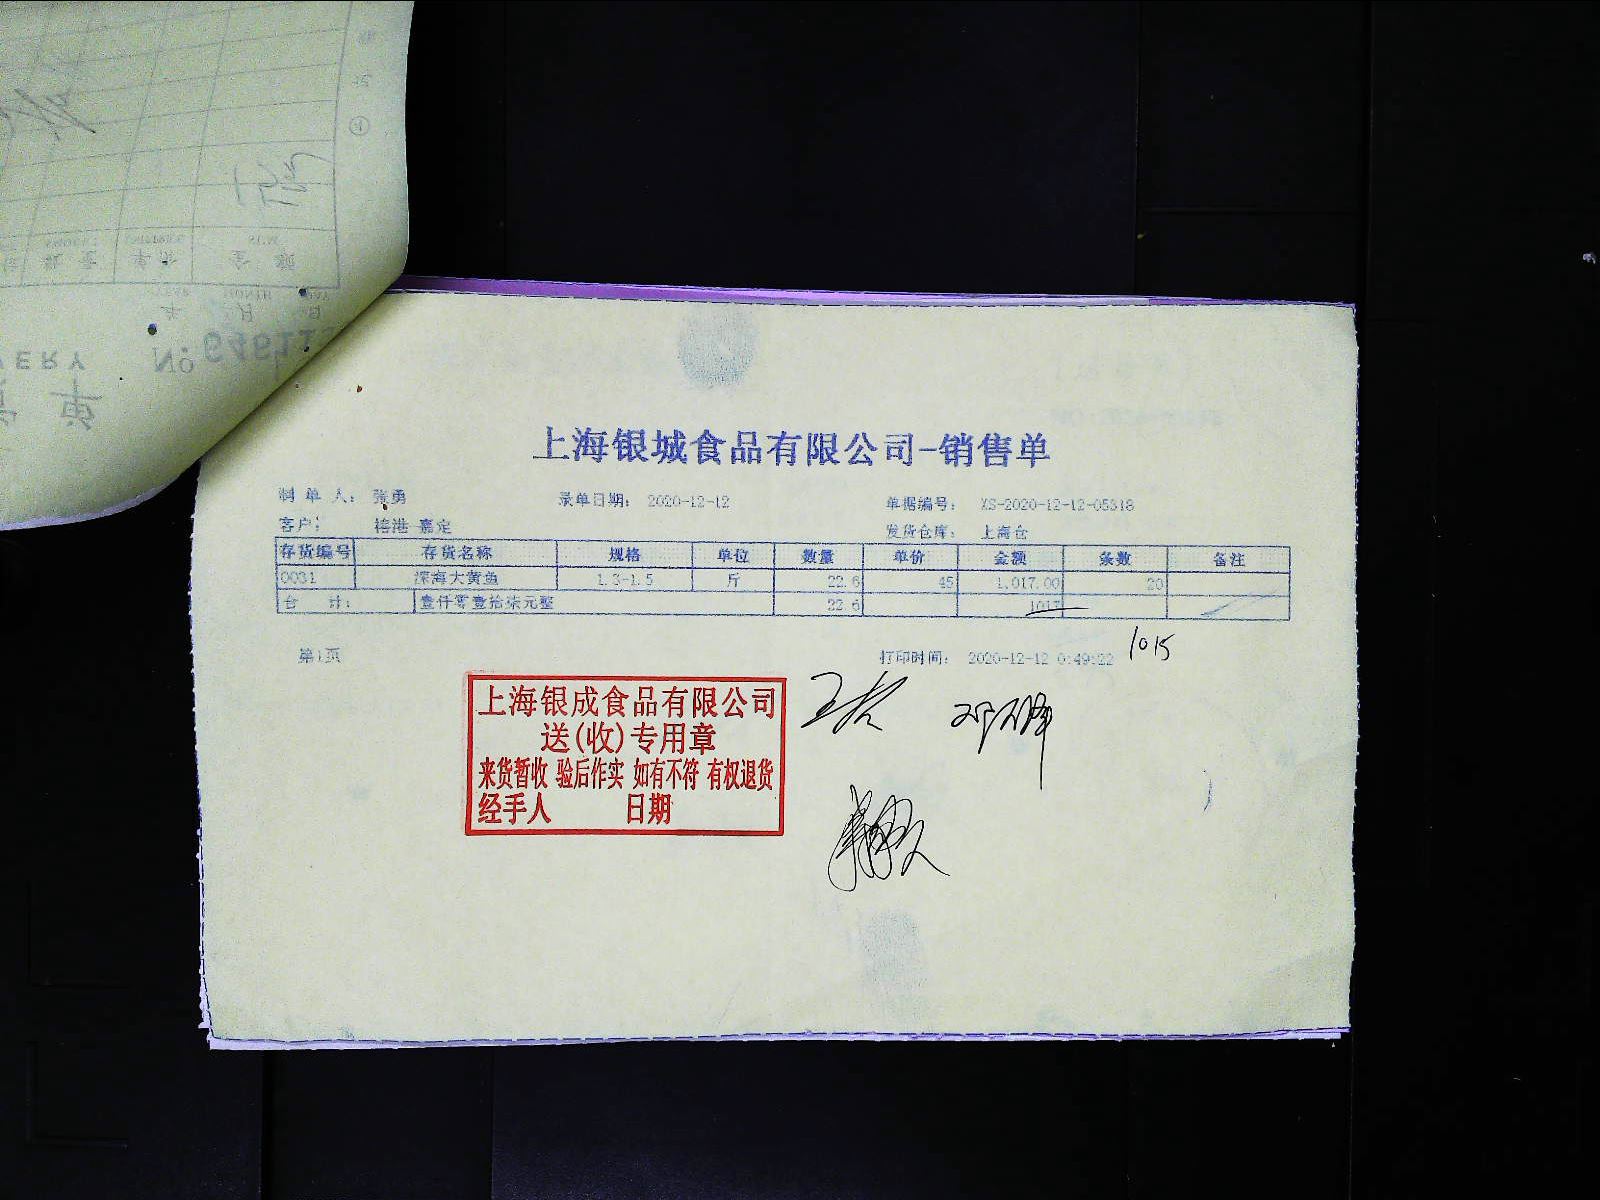 上海银城食品有限公司-销售单
制单人： 张勇 录单日期： 2020-12-12 单据编号： XS-2020-12-12-05318
客户： 禧港-嘉定 发货仓库： 上海仓
存货编号 存货名称 规格 单位 数量 单价 金额 条数 备注
0031 深海大黄鱼 1.3-1.5 斤 22.6 45 1,017.00 20
合 计： 壹仟零壹拾柒元整 22.6 1017
1015
第1页 打印时间： 2020-12-12 0:49:22
上海银成食品有限公司
送(收)专用章
来货暂收 验后作实 如有不符 有权退货
经手人 日期